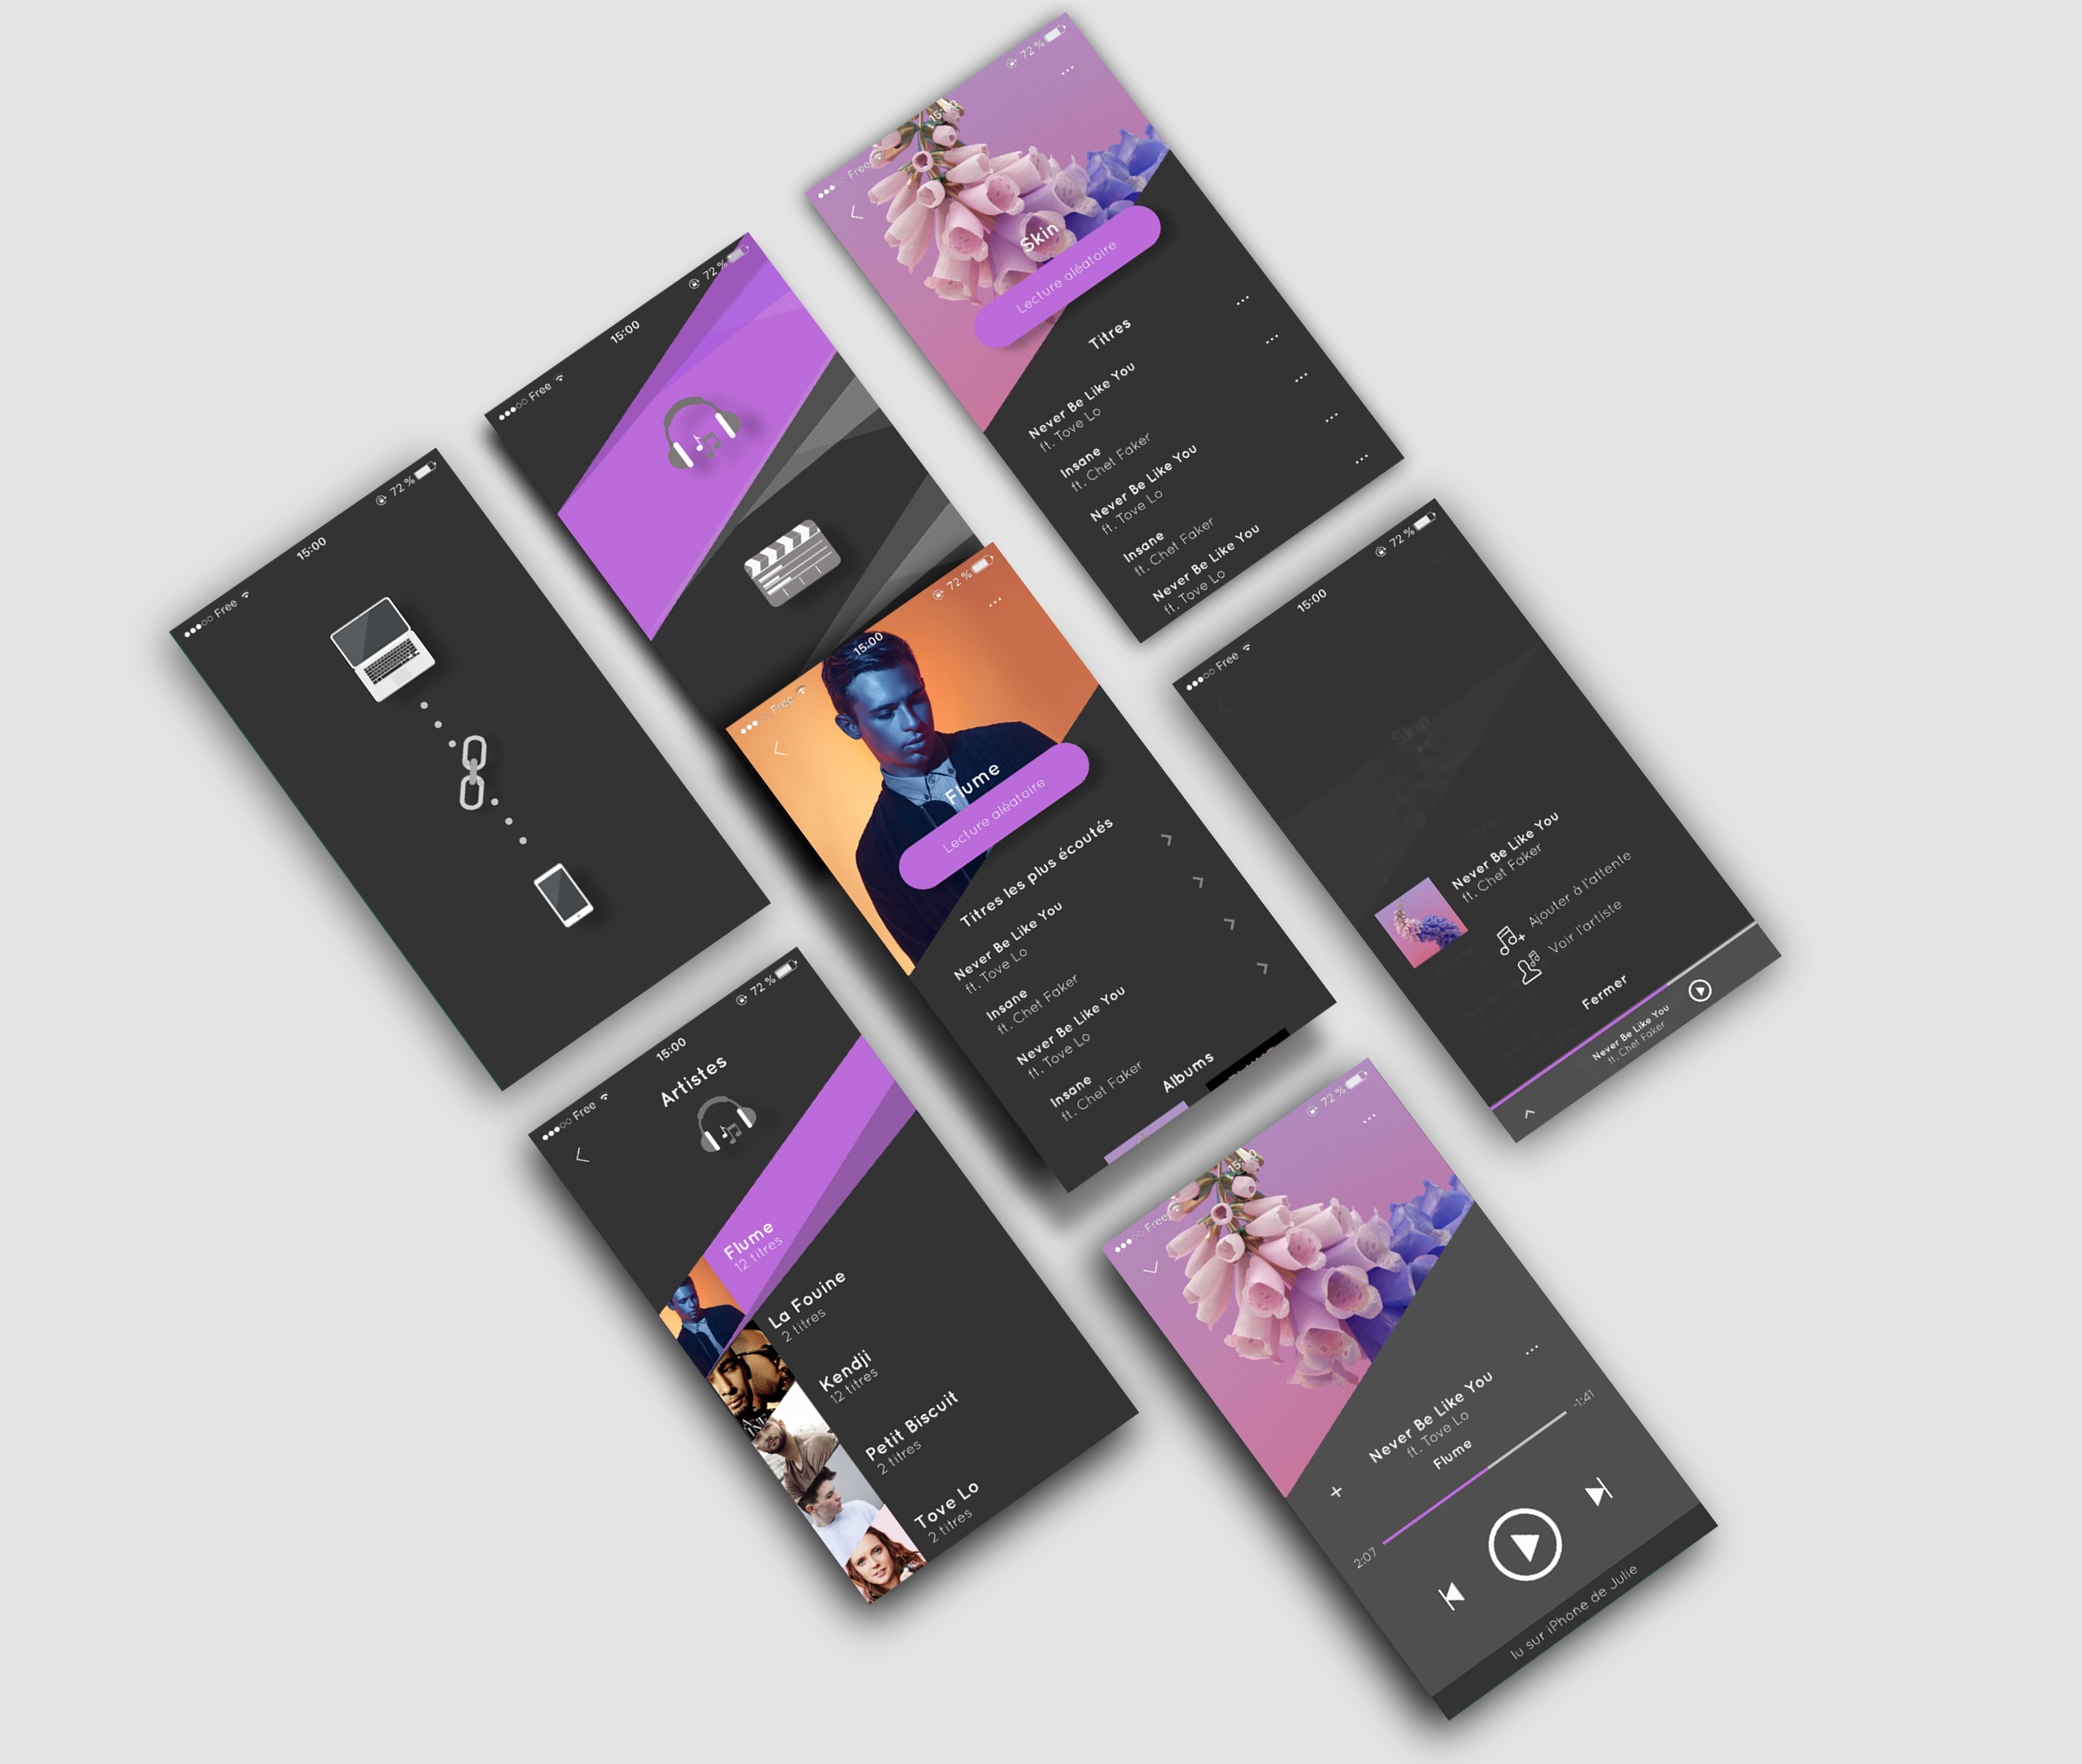 Free
15:00
72 %
Free
15:00
72 %
Free
72 %
Skin
Lecture aléatoire
Titres
Never Be Like You
ft. Tove Lo
Insane
ft. Chet Faker
Never Be Like You
ft. Tove Lo
Insane
ft. Chet Faker
Never Be Like You
ft. Tove Lo
Free
15:00
72 %
Flume
Lecture aléatoire
Titres les plus écoutés
Never Be Like You
ft. Tove Lo
Insane
ft. Chet Faker
Never Be Like You
ft. Tove Lo
Insane
ft. Chet Faker
Albums
Free
15:00
72 %
Skin
Never Be Like You
ft. Chet Faker
Ajouter à l'attente
Voir l'artiste
Fermer
Never Be Like You
ft. Chet Faker
Free
15:00
72 %
Artistes
Flume
12 titres
La Fouine
2 titres
Kendji
12 titres
Petit Biscuit
2 titres
Tove Lo
2 titres
Free
72 %
Never Be Like You
ft. Tove Lo
Flume
2:07
-1:41
lu sur iPhone de Julie